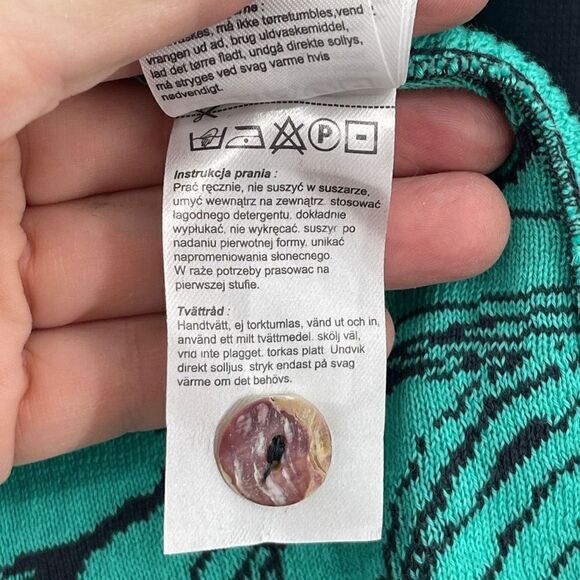 må ikke tørretumbles,vend
vrangen ud ad, brug uldvaskemiddel,
lad det tørre fladt, undgå direkte sollys,
må stryges ved svag varme hvis
nødvendigt.
P
Instrukcja prania :
Prać ręcznie, nie suszyć w suszarze,
umyć wewnątrz na zewnątrz. stosować
łagodnego detergentu. dokładnie
wypłukać, nie wykręcać. suszyć po
nadaniu pierwotnej formy. unikać
napromieniowania słonecznego.
W raże potrzeby prasowac na
pierwszej stufie.
Tvättråd :
Handtvätt, ej torktumlas, vänd ut och in,
använd ett milt tvättmedel. skölj väl,
vrid inte plagget. torkas platt. Undvik
direkt solljus. stryk endast på svag
värme om det behövs.